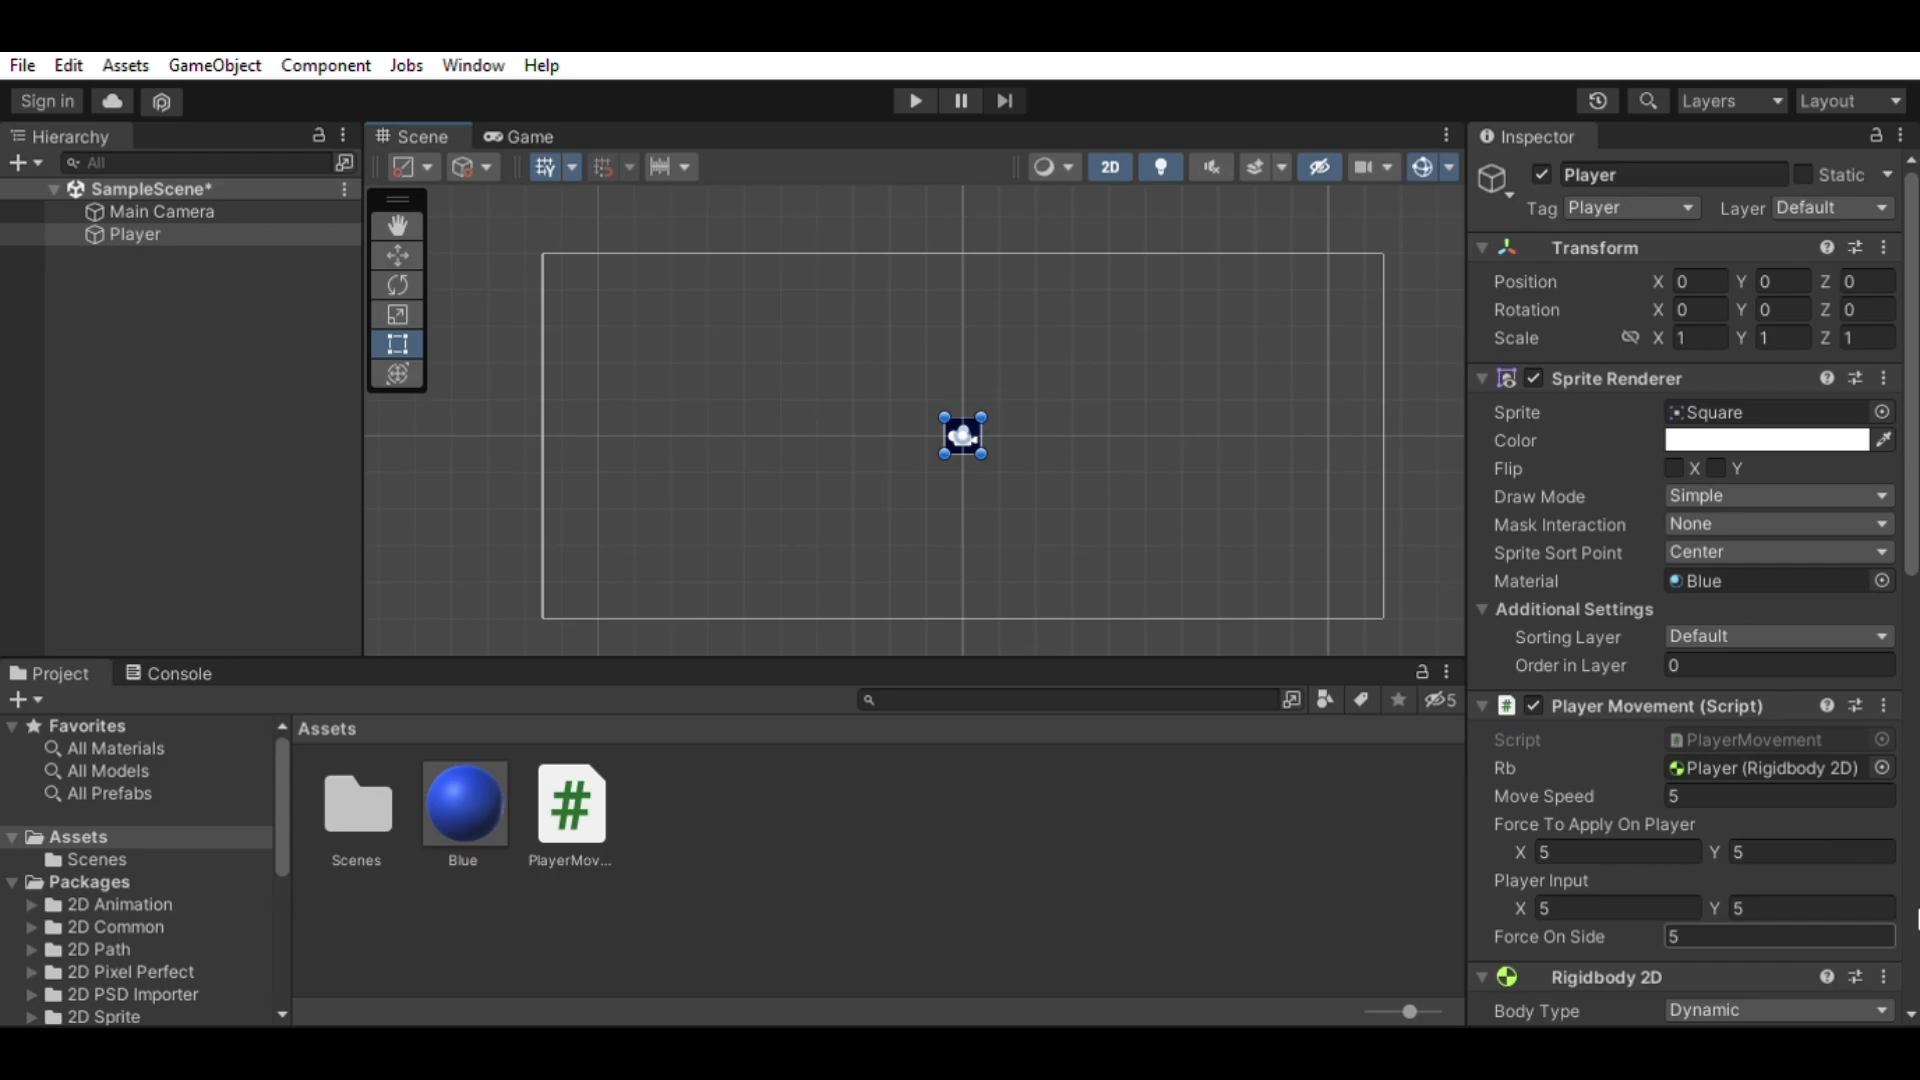 File Edit Assets GameObject Component Jobs Window Help
Sign in Layers Layout
Hierarchy
All
SampleScene*
Main Camera
Player
Scene Game
2D
Inspector
Player Static
Tag Player Layer Default
Transform
Position X 0 Y 0 Z 0
Rotation X 0 Y 0 Z 0
Scale X 1 Y 1 Z 1
Sprite Renderer
Sprite Square
Color
Flip X Y
Draw Mode Simple
Mask Interaction None
Sprite Sort Point Center
Material Blue
Additional Settings
Sorting Layer Default
Order in Layer 0
# Player Movement (Script)
Script PlayerMovement
Rb Player (Rigidbody 2D)
Move Speed 5
Force To Apply On Player
X 5 Y 5
Player Input
X 5 Y 5
Force On Side 5
Rigidbody 2D
Body Type Dynamic
Project Console
5
Favorites
All Materials
All Models
All Prefabs
Assets
Scenes
Packages
2D Animation
2D Common
2D Path
2D Pixel Perfect
2D PSD Importer
2D Sprite
Assets
#
Scenes Blue PlayerMov...